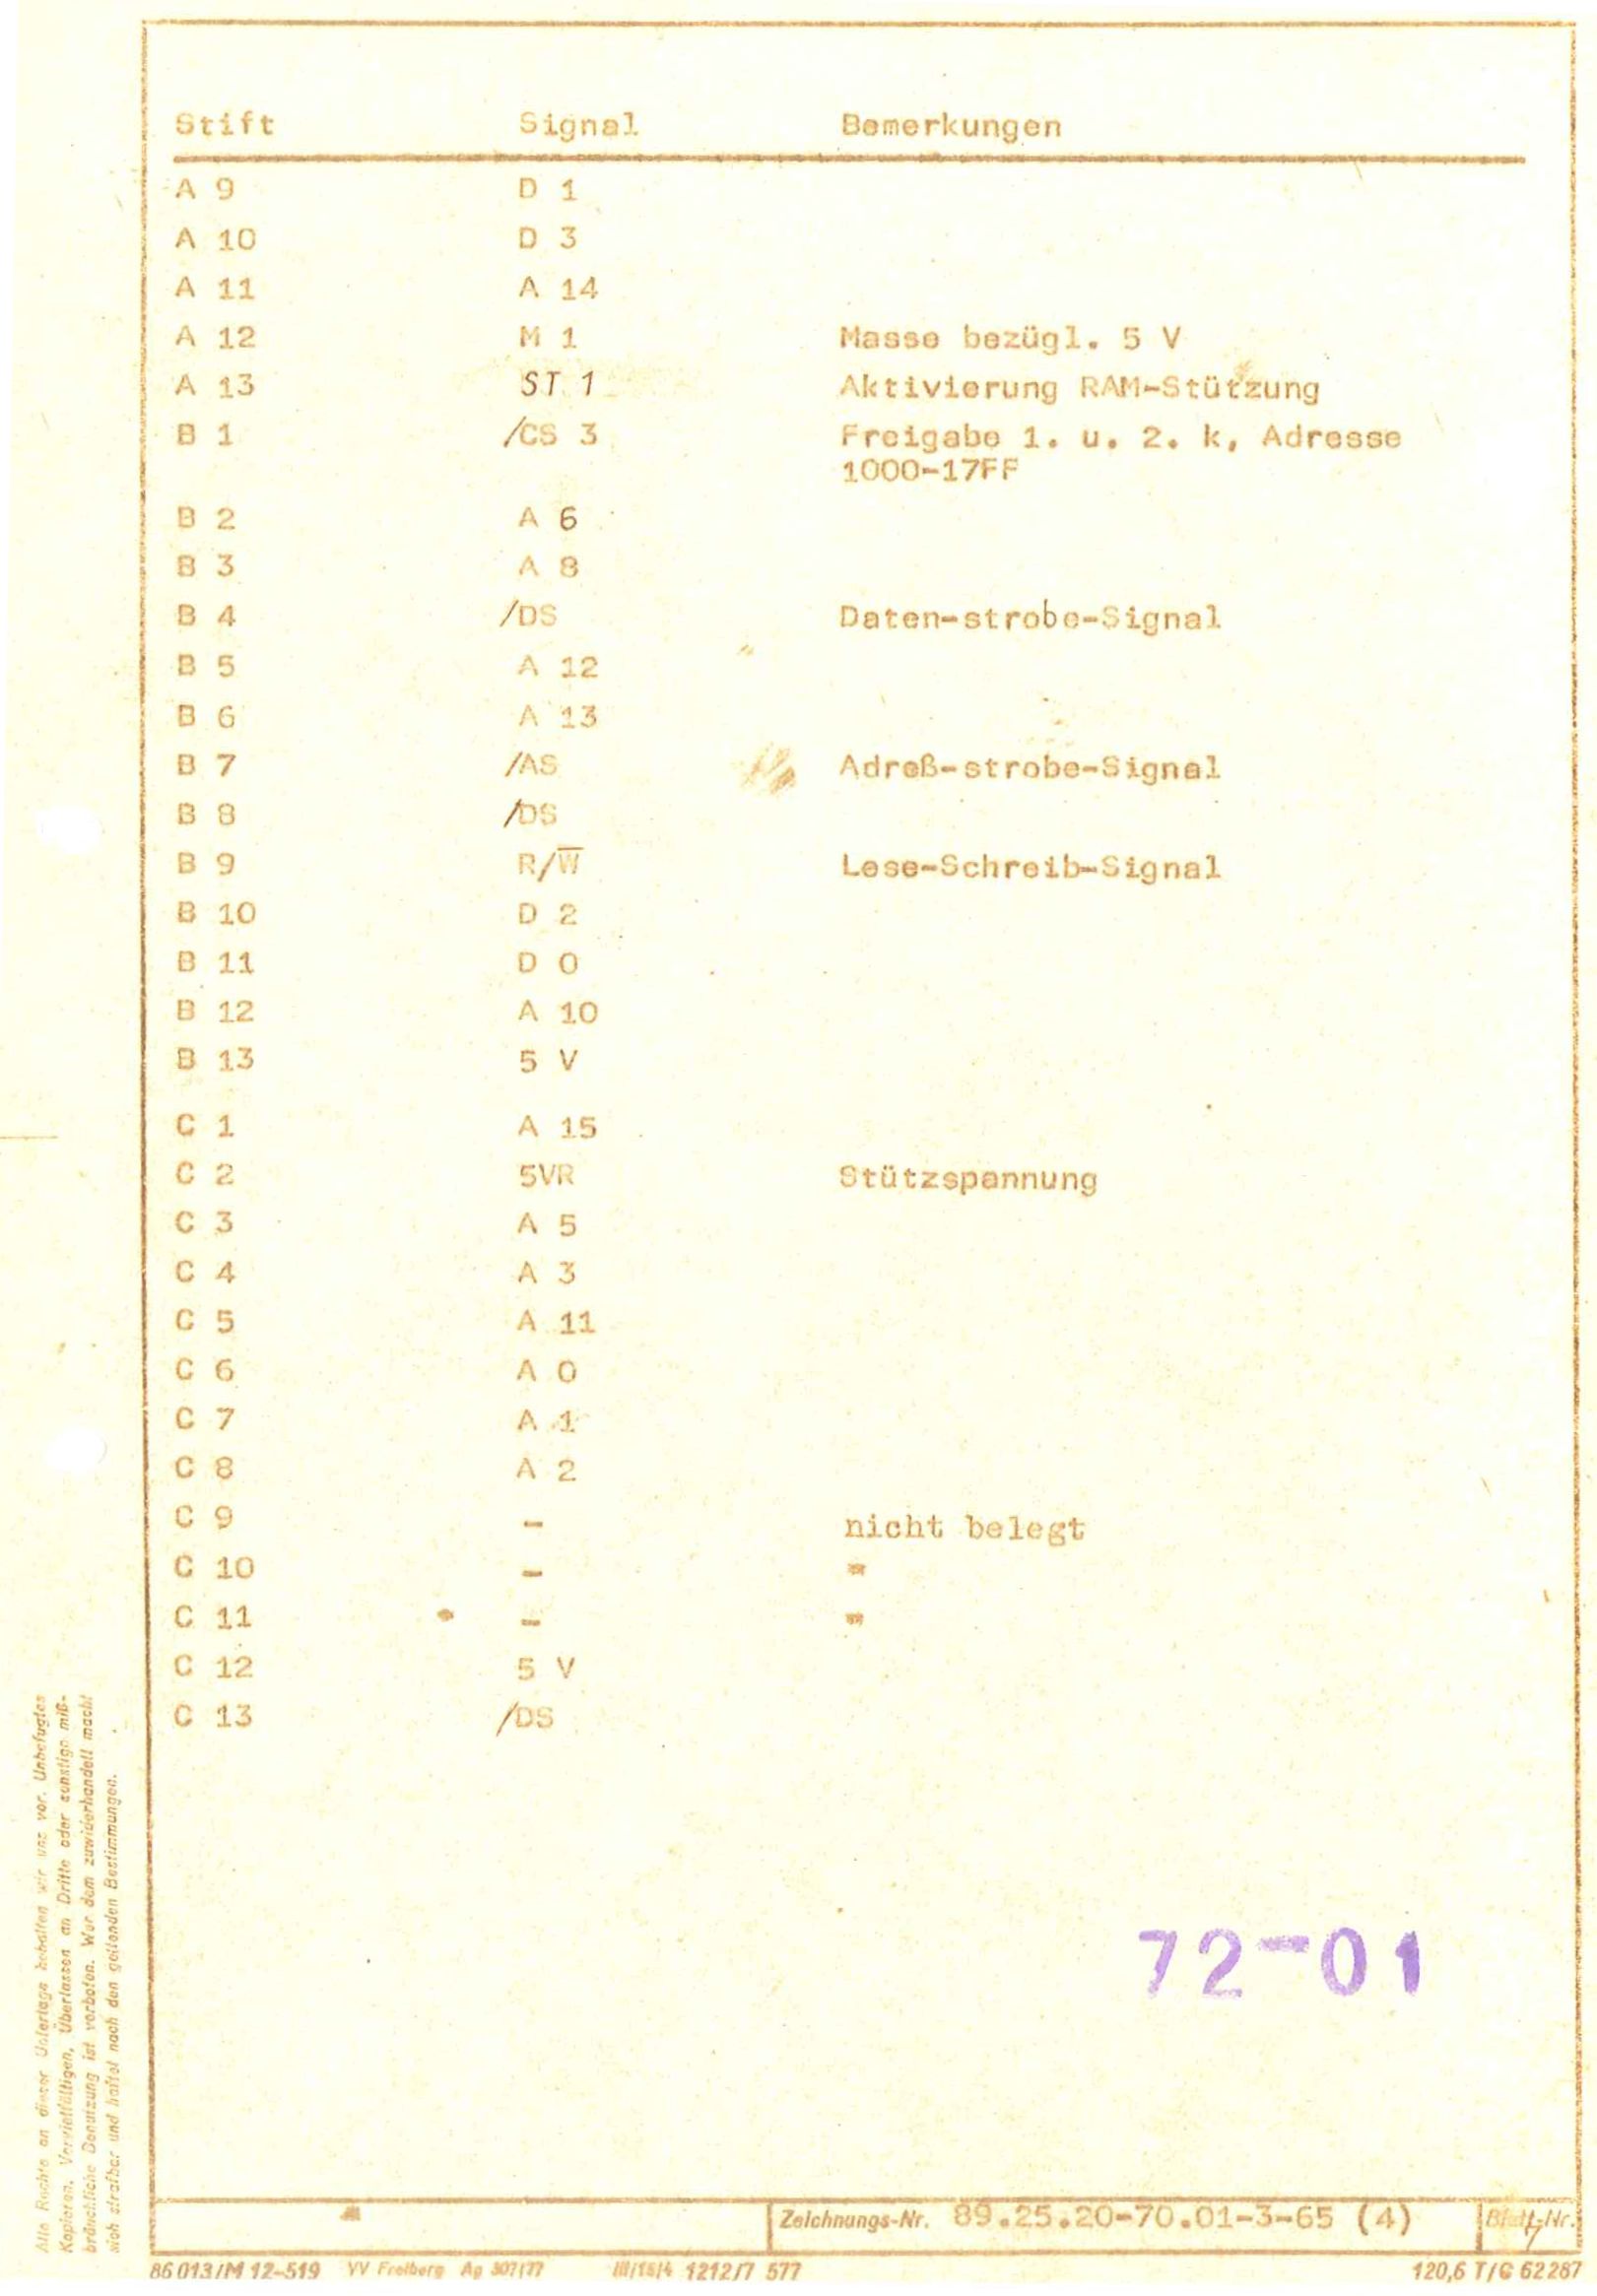 Stift Signal Bemerkungen
A 9 D 1
A 10 D 3
A 11 A 14
A 12 M 1 Masse bezügl. 5 V
A 13 ST 1 Aktivierung RAM-Stützung
B 1 /CS 3 Freigabe 1. u. 2. k, Adresse
1000-17FF
B 2 A 6
B 3 A 8
B 4 /DS Daten-strobe-Signal
B 5 A 12
B 6 A 13
B 7 /AS Adreß-strobe-Signal
B 8 /DS
B 9 R/W̅ Lese-Schreib-Signal
B 10 D 2
B 11 D 0
B 12 A 10
B 13 5 V
C 1 A 15
C 2 5VR Stützspannung
C 3 A 5
C 4 A 3
C 5 A 11
C 6 A 0
C 7 A 1
C 8 A 2
C 9 - nicht belegt
C 10 - "
C 11 - "
C 12 5 V
C 13 /DS
72-01
Alle Rechte an dieser Unterlage behalten wir uns vor. Unbefugtes
Kopieren, Vervielfältigen, Überlassen an Dritte oder sonstige miß-
bräuchliche Benutzung ist verboten. Wer dem zuwiderhandelt macht
sich strafbar und haftet nach den geltenden Bestimmungen.
Zeichnungs-Nr. 89.25.20-70.01-3-65 (4) Blatt-Nr.
86 013/M 12-519 VV Freiberg Ag 307/77 III/15/4 1212/7 577 120,6 T/G 62 287